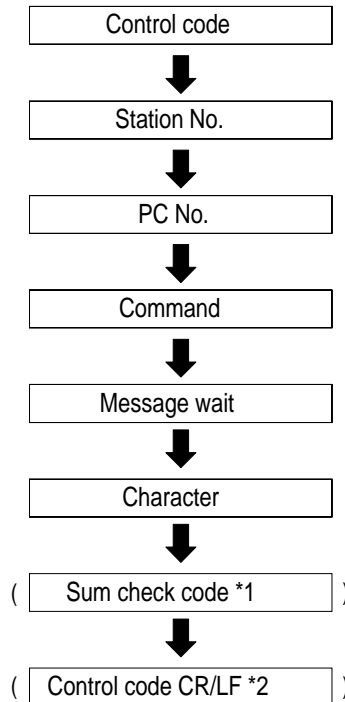 Control code
Station No.
PC No.
Command
Message wait
Character
( Sum check code *1 )
( Control code CR/LF *2 )